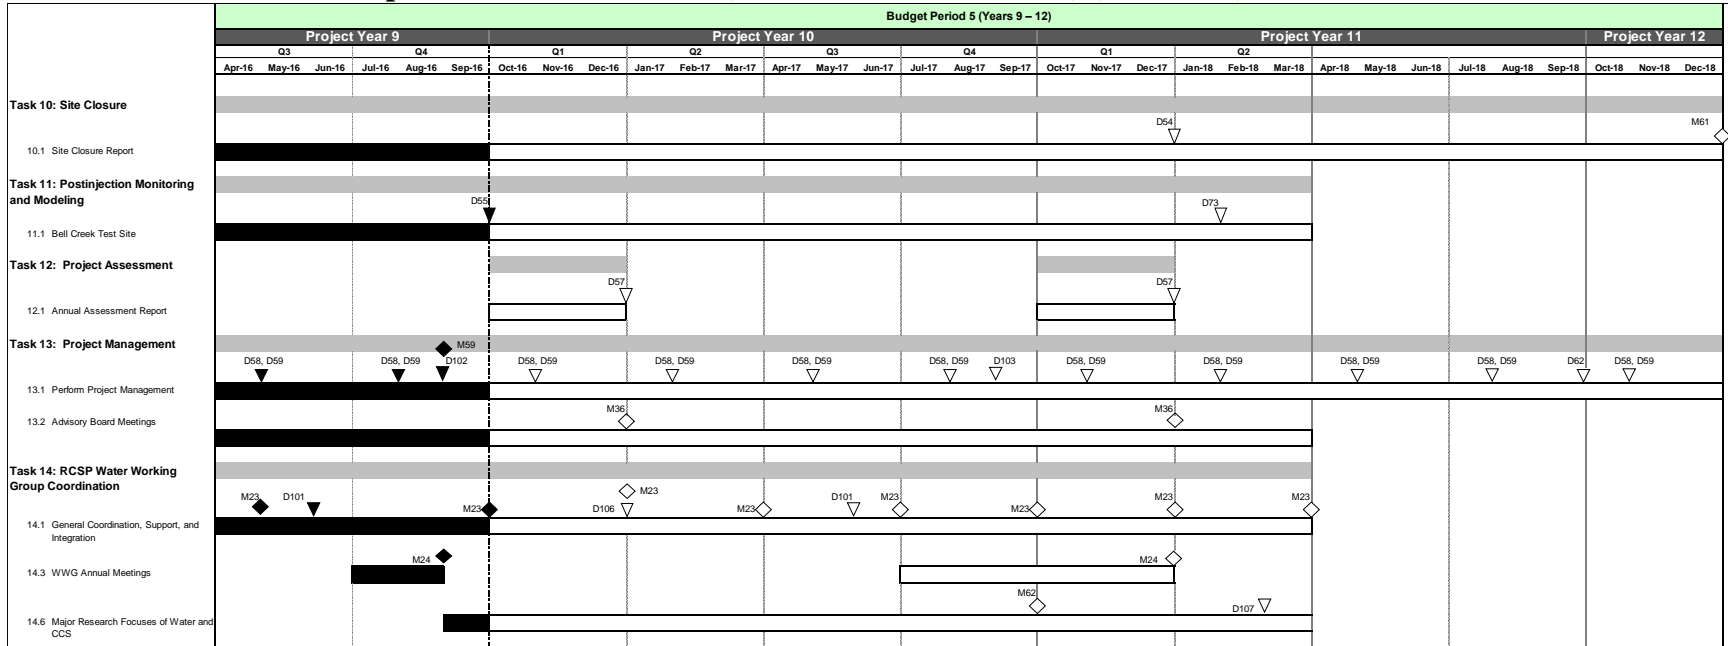 Budget Period 5 (Years 9 – 12)
Project Year 9 Project Year 10 Project Year 11 Project Year 12
Q3 Q4 Q1 Q2 Q3 Q4 Q1 Q2
Apr-16 May-16 Jun-16 Jul-16 Aug-16 Sep-16 Oct-16 Nov-16 Dec-16 Jan-17 Feb-17 Mar-17 Apr-17 May-17 Jun-17 Jul-17 Aug-17 Sep-17 Oct-17 Nov-17 Dec-17 Jan-18 Feb-18 Mar-18 Apr-18 May-18 Jun-18 Jul-18 Aug-18 Sep-18 Oct-18 Nov-18 Dec-18
Task 10: Site Closure
D54 M61
10.1 Site Closure Report
Task 11: Postinjection Monitoring
and Modeling
D55 D73
11.1 Bell Creek Test Site
Task 12: Project Assessment
D57 D57
12.1 Annual Assessment Report
Task 13: Project Management
M59
D58, D59 D58, D59 D102 D58, D59 D58, D59 D58, D59 D58, D59 D103 D58, D59 D58, D59 D58, D59 D58, D59 D62 D58, D59
13.1 Perform Project Management
M36 M36
13.2 Advisory Board Meetings
Task 14: RCSP Water Working
Group Coordination
M23
M23 D101 D101 M23 M23 M23
M23 D106 M23 M23
14.1 General Coordination, Support, and
Integration
M24 M24
14.3 WWG Annual Meetings
M62
D107
14.6 Major Research Focuses of Water and
CCS